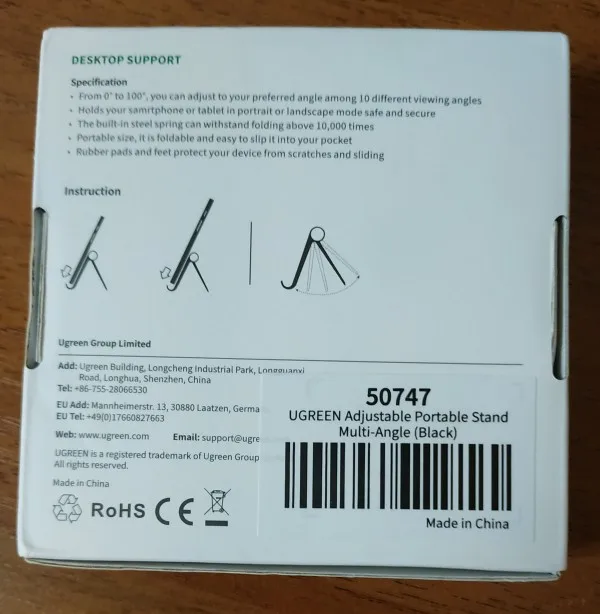 DESKTOP SUPPORT
Specification
• From 0° to 100°, you can adjust to your preferred angle among 10 different viewing angles
• Holds your samrtphone or tablet in portrait or landscape mode safe and secure
• The built-in steel spring can withstand folding above 10,000 times
• Portable size, it is foldable and easy to slip it into your pocket
• Rubber pads and feet protect your device from scratches and sliding
Instruction
Ugreen Group Limited
Add: Ugreen Building, Longcheng Industrial Park, Longguanxi
Road, Longhua, Shenzhen, China
Tel: +86-755-28066530
EU Add: Mannheimerstr. 13, 30880 Laatzen, Germa
EU Tel: +49(0)17660827663
Web: www.ugreen.com Email: support@ugre
UGREEN is a registered trademark of Ugreen Group
All rights reserved.
Made in China
RoHS CE
50747
UGREEN Adjustable Portable Stand
Multi-Angle (Black)
Made in China